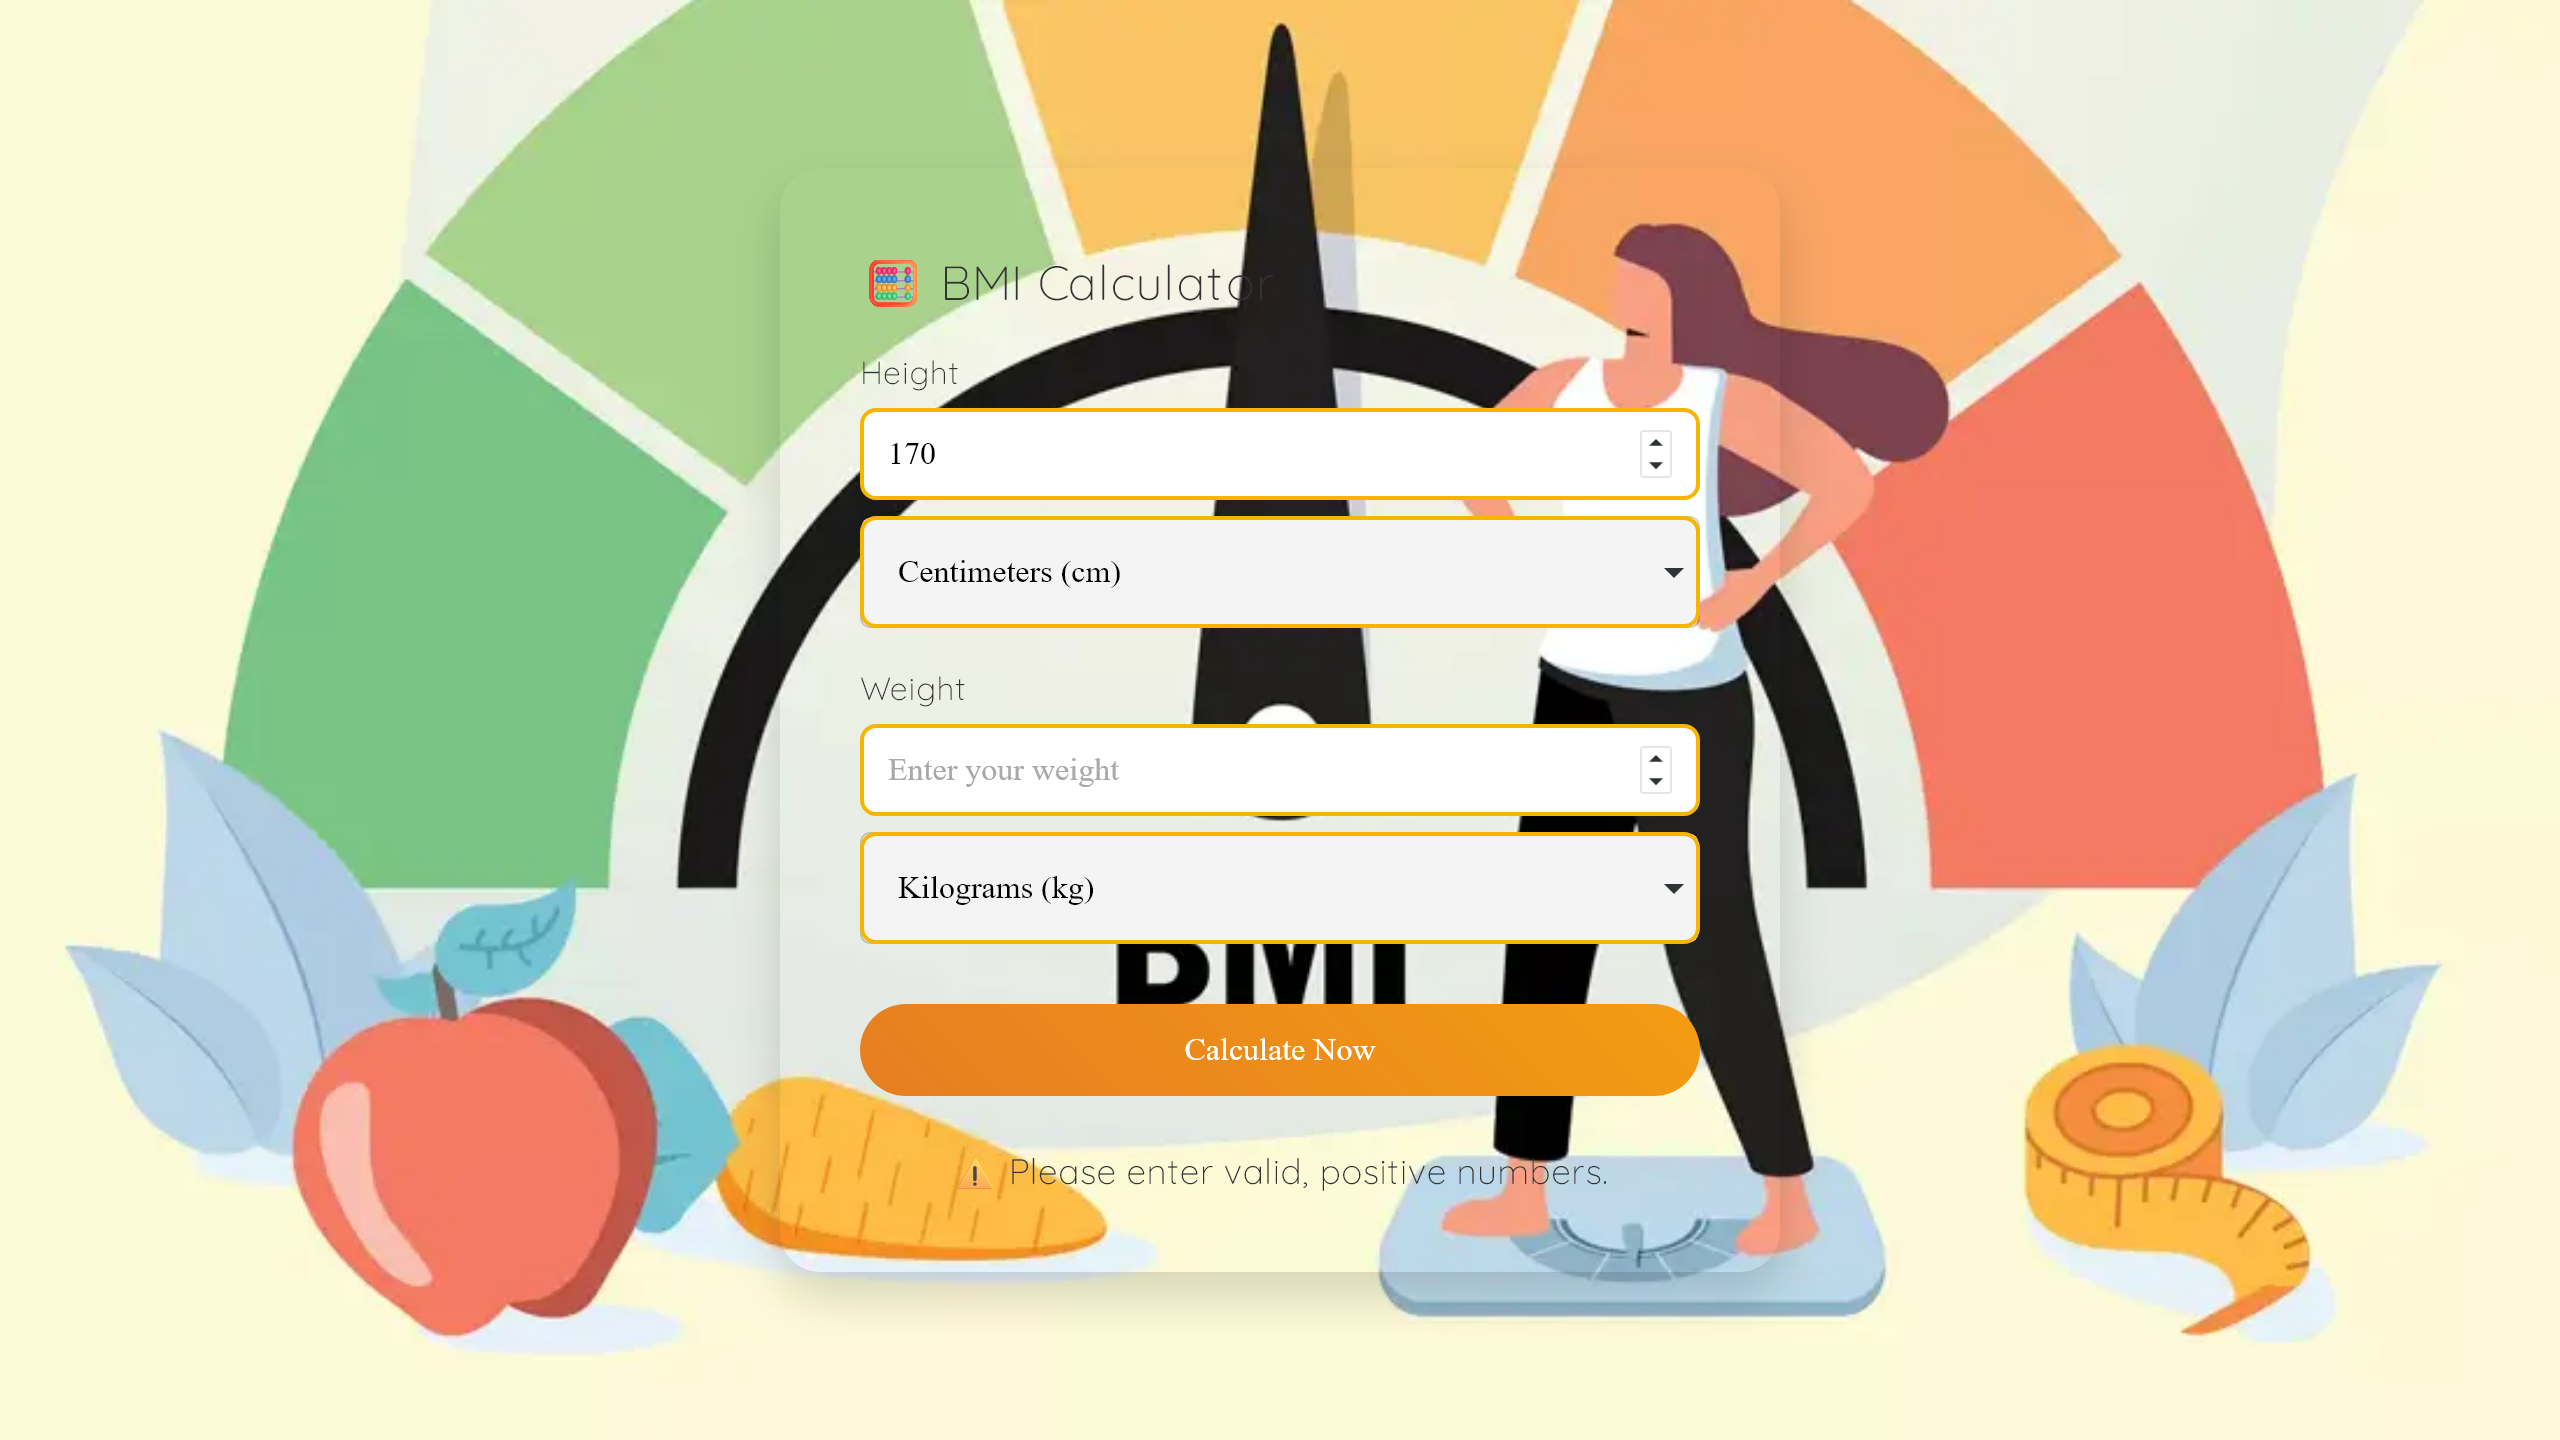 🧮 BMI Calculator
Height
170
Centimeters (cm)
Weight
Enter your weight
Kilograms (kg)
BMI
Calculate Now
⚠️ Please enter valid, positive numbers.